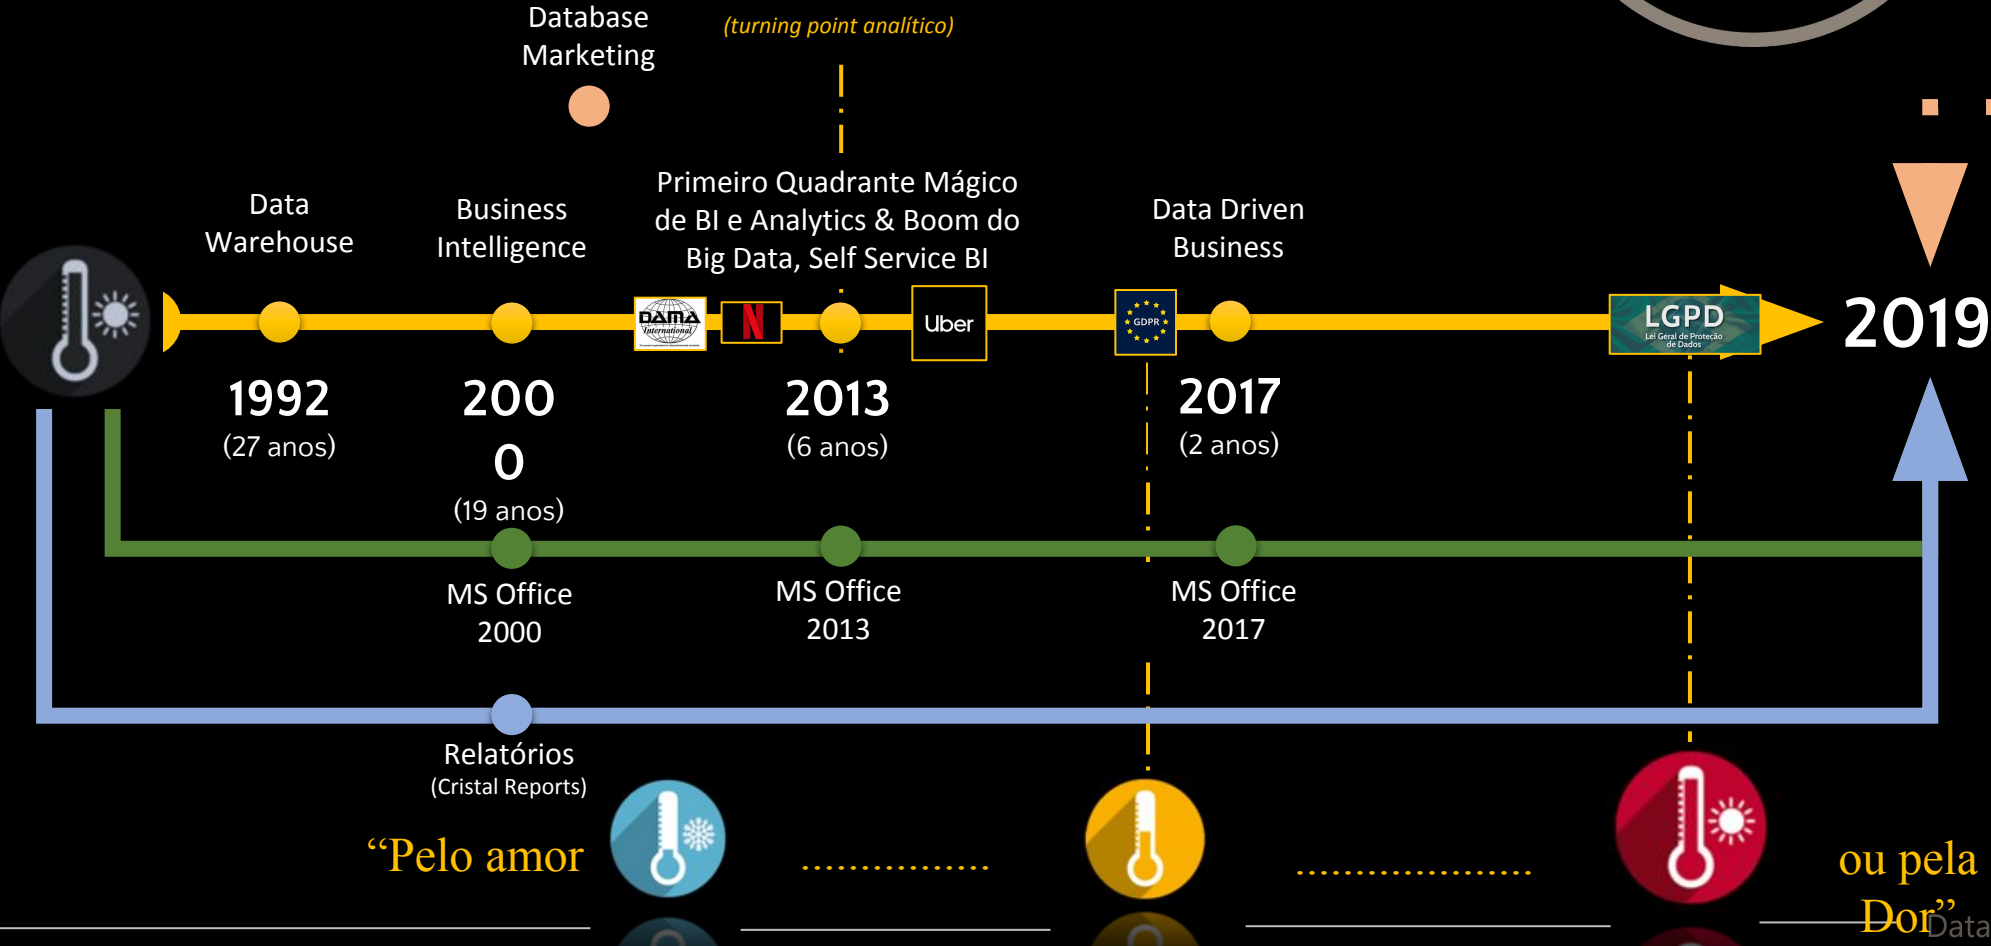 Database
Marketing
(turning point analítico)
Data
Warehouse
Business
Intelligence
Primeiro Quadrante Mágico
de BI e Analytics & Boom do
Big Data, Self Service BI
Data Driven
Business
DAMA
International
N
Uber
GDPR
LGPD
Lei Geral de Proteção
de Dados
2019
1992
(27 anos)
200
0
(19 anos)
2013
(6 anos)
2017
(2 anos)
MS Office
2000
MS Office
2013
MS Office
2017
Relatórios
(Cristal Reports)
“Pelo amor
..................
......................
ou pela
Dor”
Data